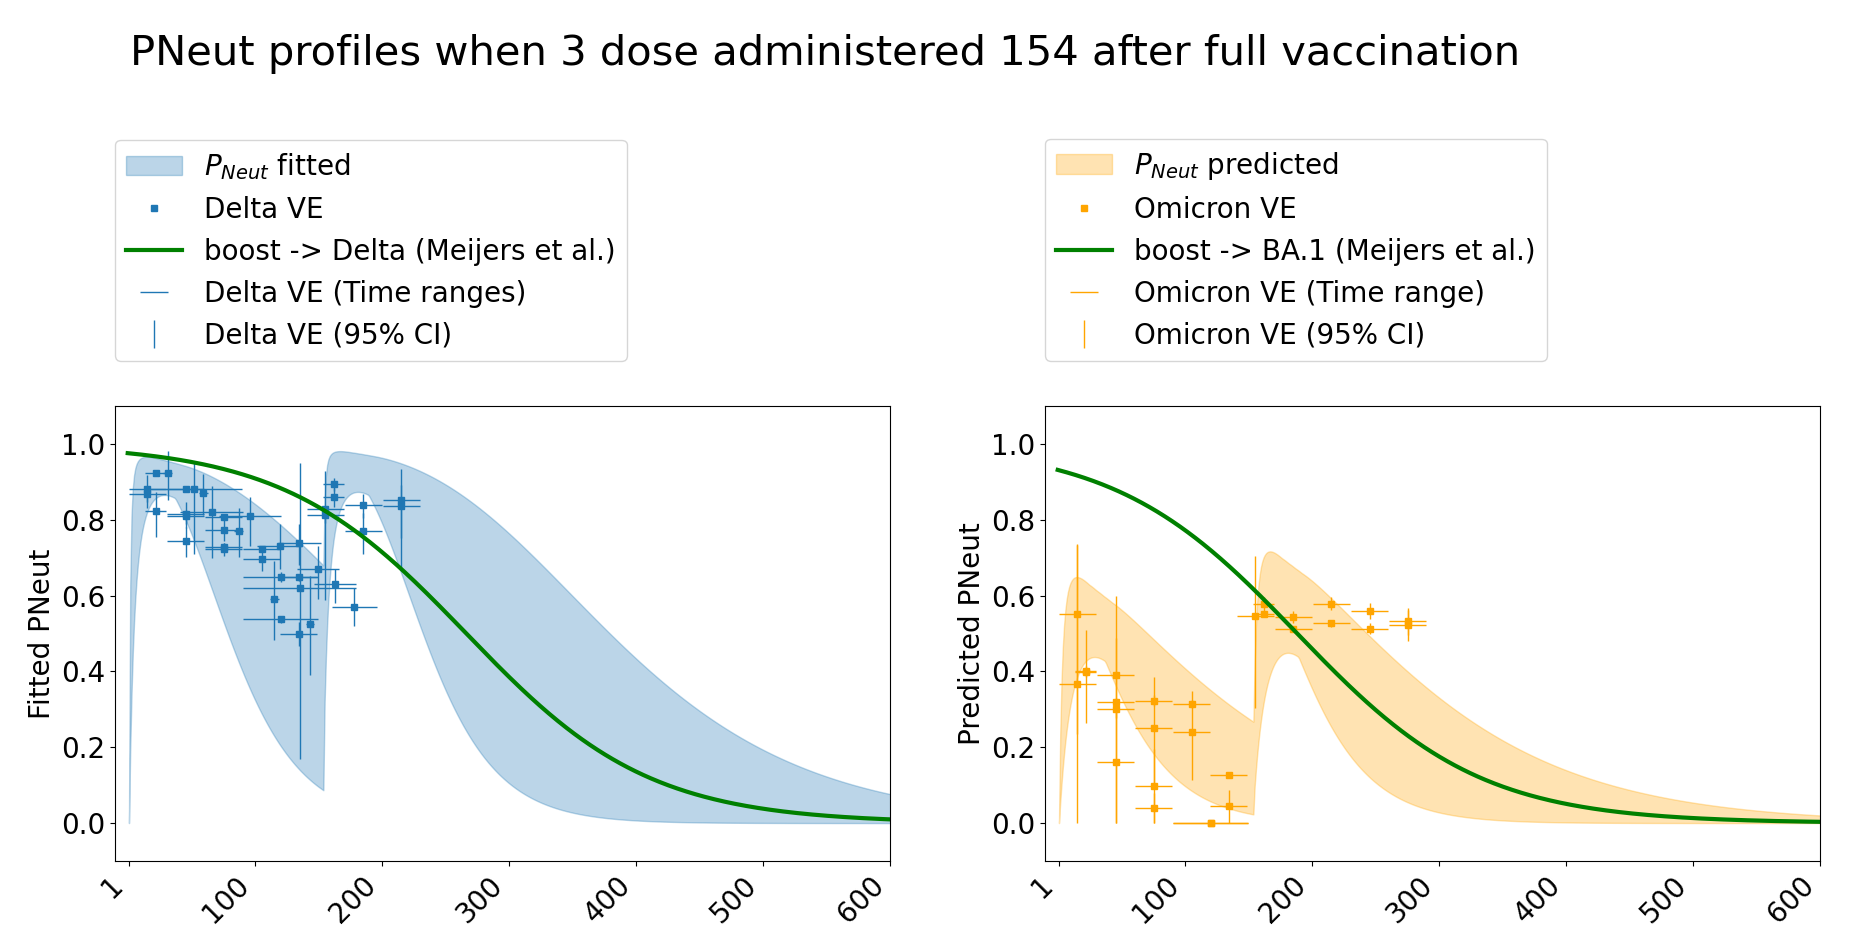 PNeut profiles when 3 dose administered 154 after full vaccination
P_Neut fitted
Delta VE
boost -> Delta (Meijers et al.)
Delta VE (Time ranges)
Delta VE (95% CI)
P_Neut predicted
Omicron VE
boost -> BA.1 (Meijers et al.)
Omicron VE (Time range)
Omicron VE (95% CI)
Fitted PNeut
1.0
0.8
0.6
0.4
0.2
0.0
1
100
200
300
400
500
600
Predicted PNeut
1.0
0.8
0.6
0.4
0.2
0.0
1
100
200
300
400
500
600